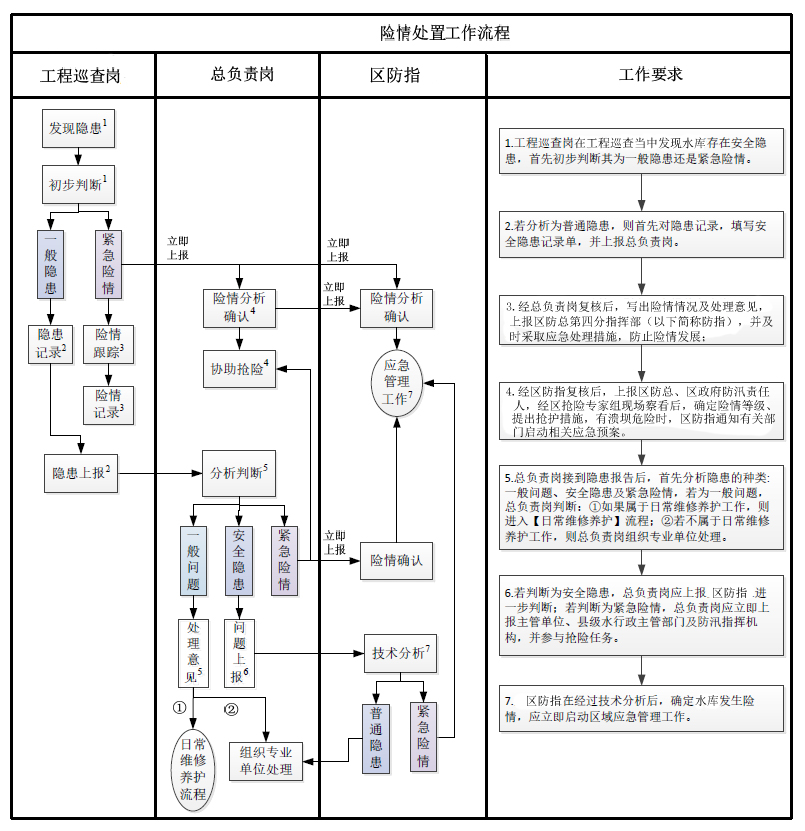 险情处置工作流程
工程巡查岗
总负责岗
区防指
工作要求
发现隐患1
初步判断1
一般隐患
紧急险情
立即
上报
立即
上报
险情分析
确认4
立即
上报
险情分析
确认
隐患
记录2
险情
跟踪3
协助抢险4
应急
管理
工作7
险情
记录3
隐患上报2
分析判断5
一般问题
安全隐患
紧急险情
立即
上报
险情确认
处理意见5
问题上报6
技术分析7
①
②
普通隐患
紧急险情
日常
维修
养护
流程
组织专业
单位处理
1.工程巡查岗在工程巡查当中发现水库存在安全隐
患，首先初步判断其为一般隐患还是紧急险情。
2.若分析为普通隐患，则首先对隐患记录，填写安
全隐患记录单，并上报总负责岗。
3. 经总负责岗复核后，写出险情情况及处理意见，
上报区防总第四分指挥部（以下简称防指），并及
时采取应急处理措施，防止险情发展；
4. 经区防指复核后，上报区防总、区政府防汛责任
人，经区抢险专家组现场察看后，确定险情等级、
提出抢护措施，有溃坝危险时，区防指通知有关部
门启动相关应急预案。
5.总负责岗接到隐患报告后，首先分析隐患的种类:
一般问题、安全隐患及紧急险情，若为一般问题，
总负责岗判断：①如果属于日常维修养护工作，则
进入【日常维修养护】流程；②若不属于日常维修
养护工作，则总负责岗组织专业单位处理。
6.若判断为安全隐患，总负责岗应上报 区防指 进
一步判断；若判断为紧急险情，总负责岗应立即上
报主管单位、县级水行政主管部门及防汛指挥机
构，并参与抢险任务。
7. 区防指在经过技术分析后，确定水库发生险
情，应立即启动区域应急管理工作。